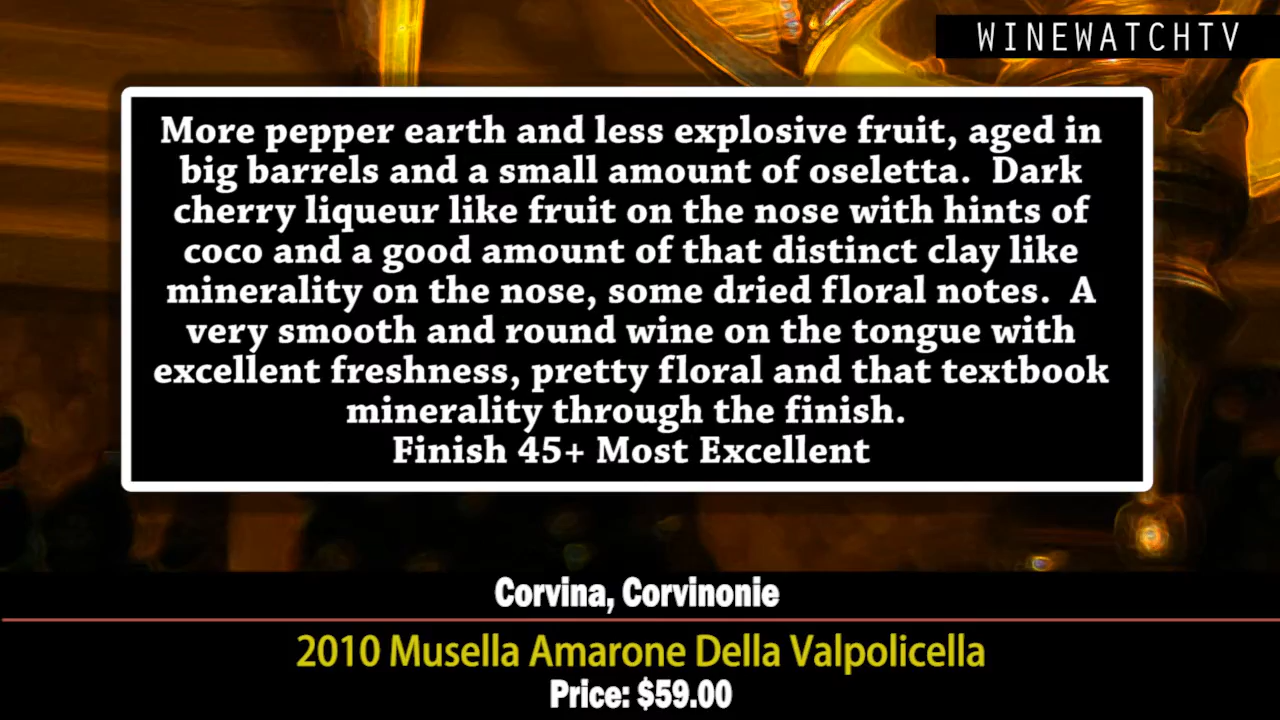 WINEWATCHTV
More pepper earth and less explosive fruit, aged in
big barrels and a small amount of oseletta.  Dark
cherry liqueur like fruit on the nose with hints of
coco and a good amount of that distinct clay like
minerality on the nose, some dried floral notes.  A
very smooth and round wine on the tongue with
excellent freshness, pretty floral and that textbook
minerality through the finish.
Finish 45+ Most Excellent
Corvina, Corvinonie
2010 Musella Amarone Della Valpolicella
Price: $59.00